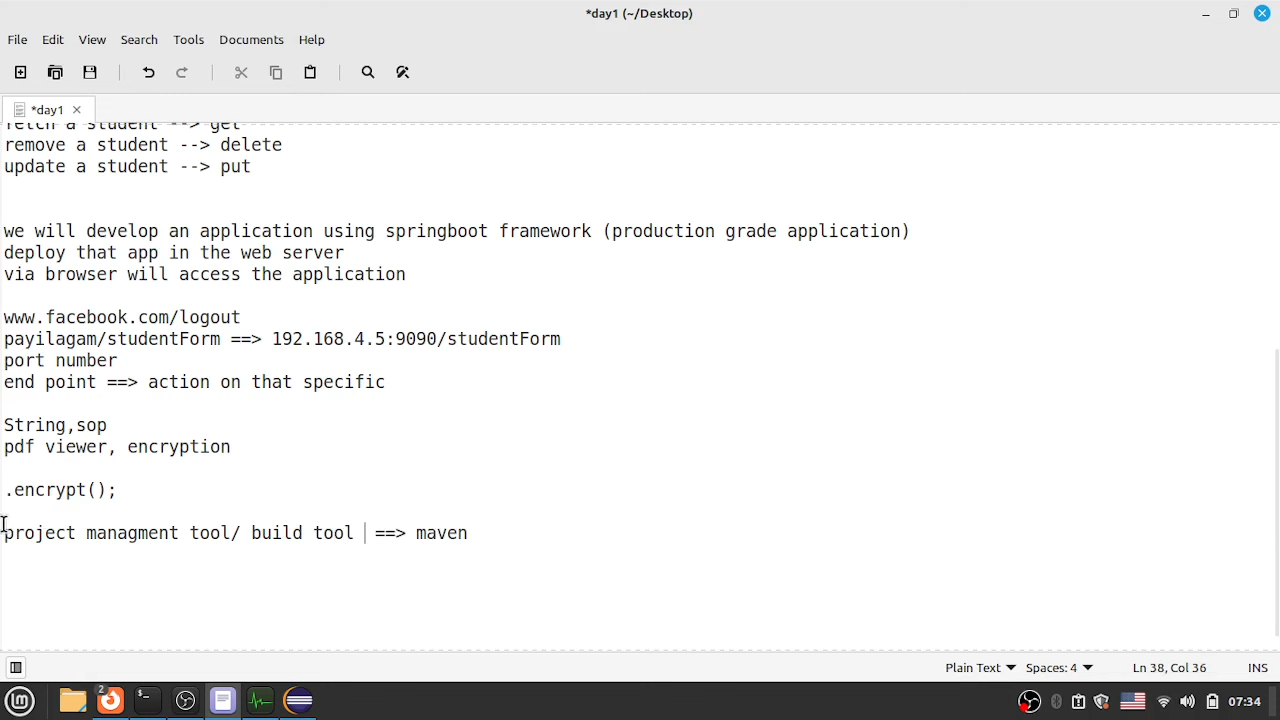 *day1 (~/Desktop)
File Edit View Search Tools Documents Help
*day1
fetch a student --> get
remove a student --> delete
update a student --> put
we will develop an application using springboot framework (production grade application)
deploy that app in the web server
via browser will access the application
www.facebook.com/logout
payilagam/studentForm ==> 192.168.4.5:9090/studentForm
port number
end point ==> action on that specific
String,sop
pdf viewer, encryption
.encrypt();
project managment tool/ build tool ==> maven
Plain Text Spaces: 4 Ln 38, Col 36 INS
2 07:34